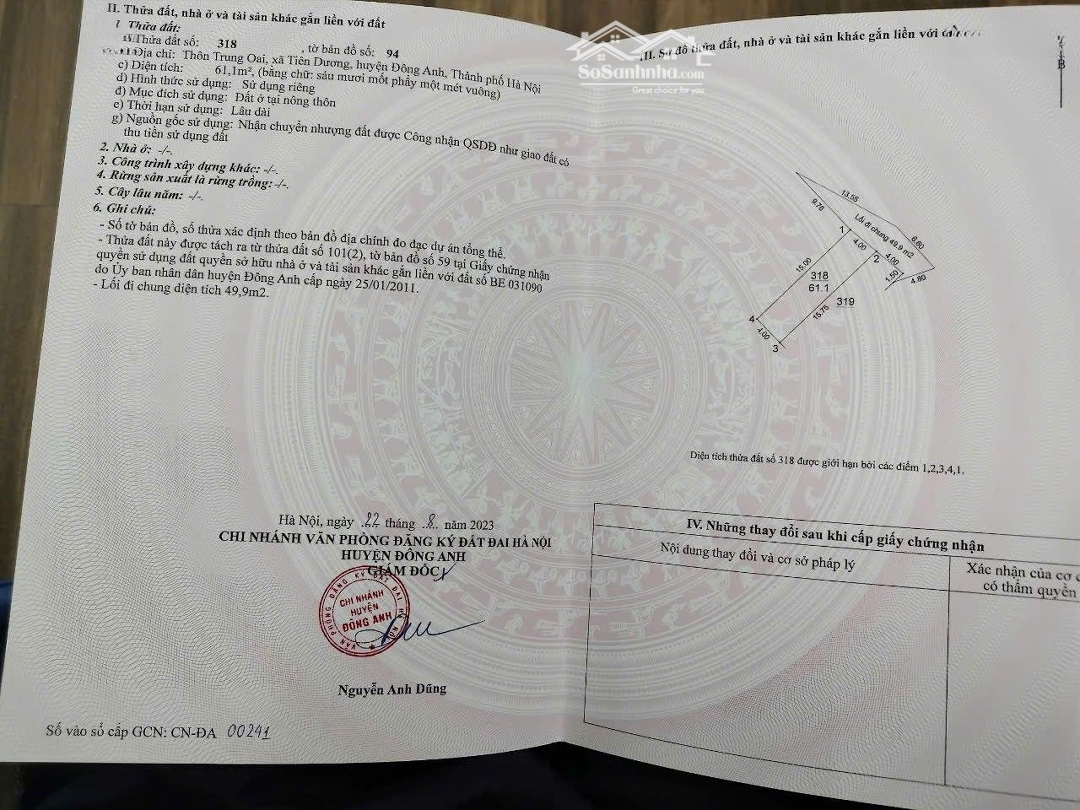 II. Thửa đất, nhà ở và tài sản khác gắn liền với đất
1 Thửa đất:
Thửa đất số: 318 , tờ bản đồ số: 94
Địa chỉ: Thôn Trung Oai, xã Tiên Dương, huyện Đông Anh, Thành phố Hà Nội
c) Diện tích: 61,1m², (bằng chữ: sáu mươi mốt phẩy một mét vuông)
d) Hình thức sử dụng: Sử dụng riêng
đ) Mục đích sử dụng: Đất ở tại nông thôn
e) Thời hạn sử dụng: Lâu dài
g) Nguồn gốc sử dụng: Nhận chuyển nhượng đất được Công nhận QSDĐ như giao đất có
thu tiền sử dụng đất
2. Nhà ở: -/-.
3. Công trình xây dựng khác: -/-.
4. Rừng sản xuất là rừng trồng: -/-.
5. Cây lâu năm: -/-.
6. Ghi chú:
- Số tờ bản đồ, số thửa xác định theo bản đồ địa chính đo đạc dự án tổng thể.
- Thửa đất này được tách ra từ thửa đất số 101(2), tờ bản đồ số 59 tại Giấy chứng nhận
quyền sử dụng đất quyền sở hữu nhà ở và tài sản khác gắn liền với đất số BE 031090
do Ủy ban nhân dân huyện Đông Anh cấp ngày 25/01/2011.
- Lối đi chung diện tích 49,9m2.
Hà Nội, ngày 22 tháng 8 năm 2023
CHI NHÁNH VĂN PHÒNG ĐĂNG KÝ ĐẤT ĐAI HÀ NỘI
HUYỆN ĐÔNG ANH
GIÁM ĐỐC
VĂN PHÒNG ĐĂNG KÝ ĐẤT ĐAI HÀ NỘI
CHI NHÁNH
HUYỆN
ĐÔNG ANH
Nguyễn Anh Dũng
Số vào sổ cấp GCN: CN-ĐA 00241
III. Sơ đồ thửa đất, nhà ở và tài sản khác gắn liền với
SoSanhnha.com
Great choice for you
B
13.55
9.78
Lối đi chung 49.9 m2
6.60
1
4.00
2
4.00
1.50
4.80
15.00
318
61.1
319
15.75
4
4.00
3
Diện tích thửa đất số 318 được giới hạn bởi các điểm 1,2,3,4,1.
IV. Những thay đổi sau khi cấp giấy chứng nhận
Nội dung thay đổi và cơ sở pháp lý
Xác nhận của cơ
có thẩm quyền